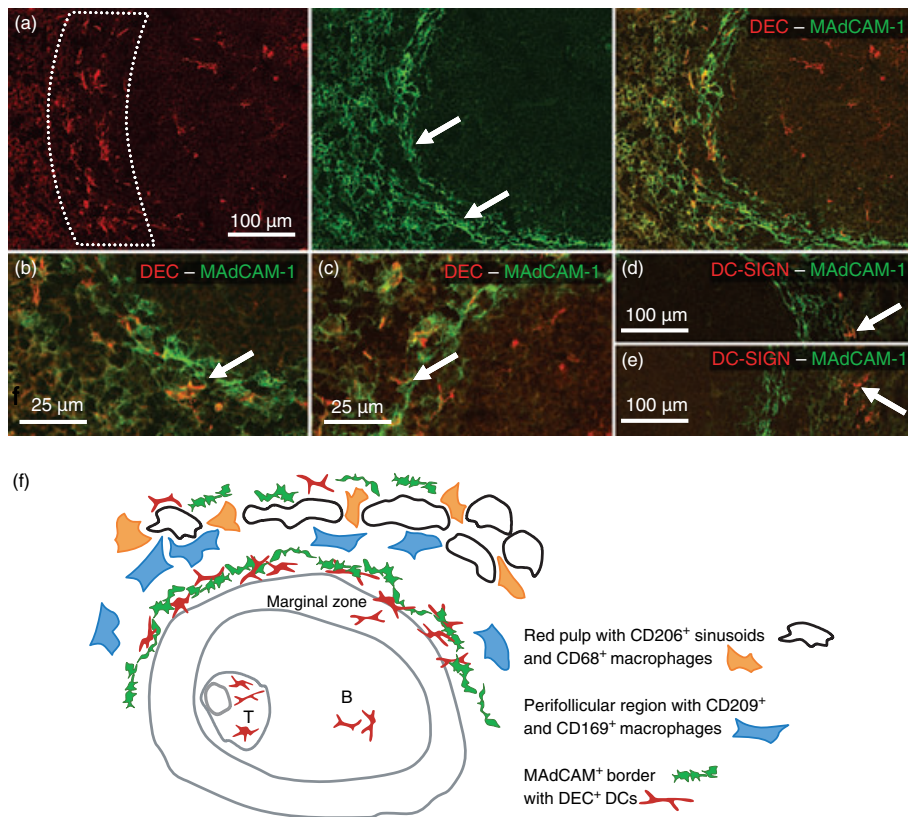 (a)
DEC – MAdCAM-1
100 µm
(b)
DEC – MAdCAM-1
(c)
DEC – MAdCAM-1
(d)
DC-SIGN – MAdCAM-1
100 µm
(e)
DC-SIGN – MAdCAM-1
f
25 µm
25 µm
100 µm
(f)
Marginal zone
T
B
Red pulp with CD206⁺ sinusoids
and CD68⁺ macrophages
Perifollicular region with CD209⁺
and CD169⁺ macrophages
MAdCAM⁺ border
with DEC⁺ DCs